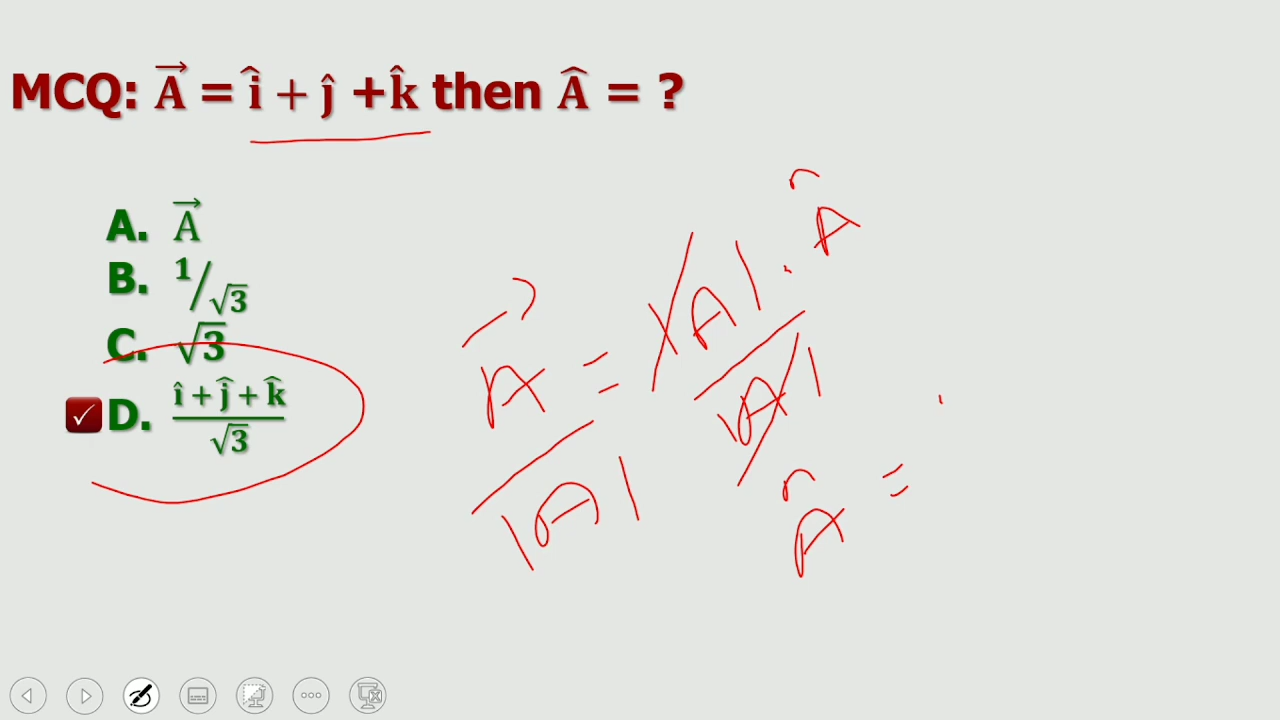 MCQ: A⃗ = î + ĵ + k̂ then Â = ?
A. A⃗
B. 1/√3
C. √3
D. (î + ĵ + k̂)/√3
A⃗/|A| = |A| . Â/|A|
Â =